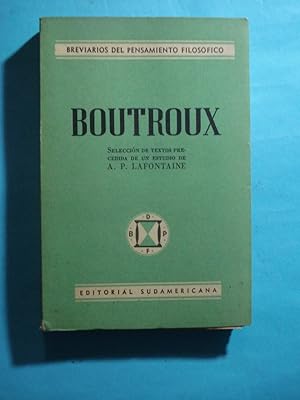 BREVIARIOS DEL PENSAMIENTO FILOSOFICO
BOUTROUX
SELECCIÓN DE TEXTOS PRE-
CEDIDA DE UN ESTUDIO DE
A. P. LAFONTAINE
D
B P
F
EDITORIAL SUDAMERICANA